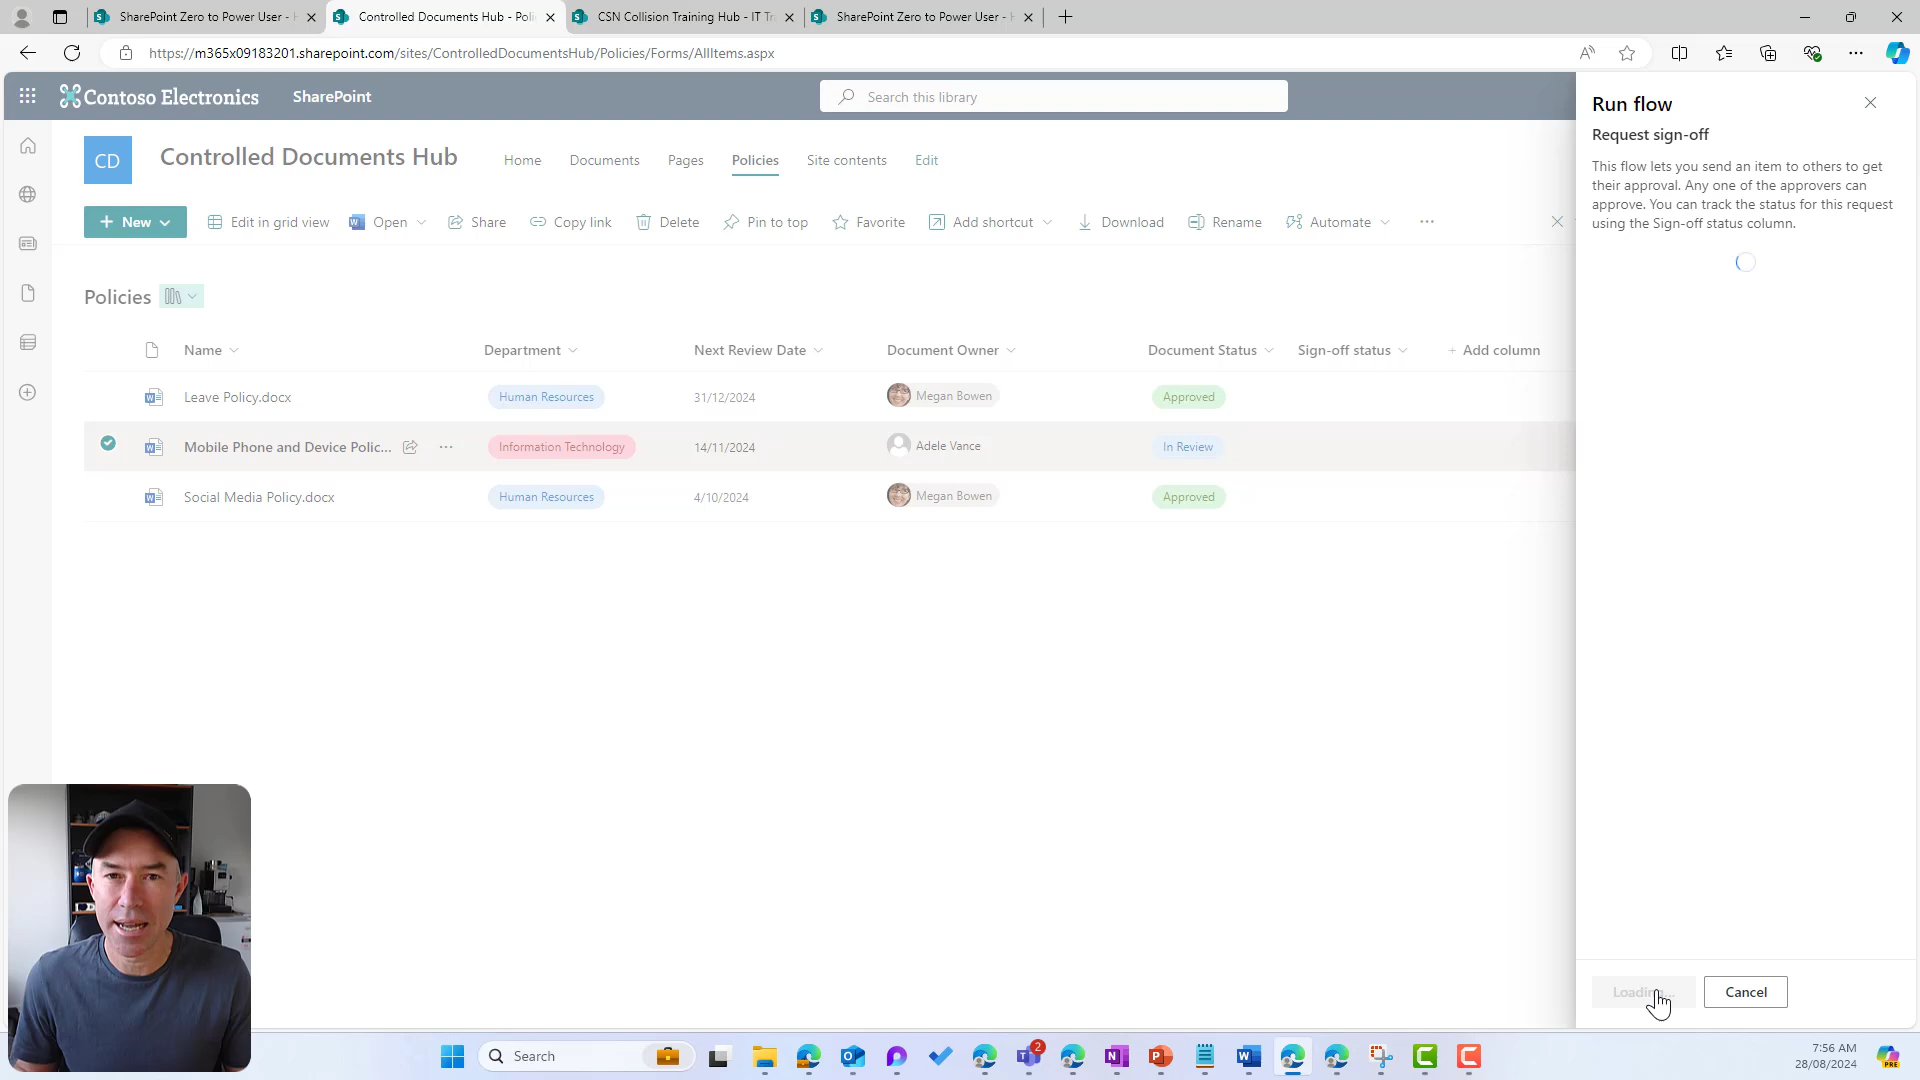 SharePoint Zero to Power User - H
Controlled Documents Hub - Poli
CSN Collision Training Hub - IT Tr
SharePoint Zero to Power User - H
https://m365x09183201.sharepoint.com/sites/ControlledDocumentsHub/Policies/Forms/AllItems.aspx
Contoso Electronics
SharePoint
Search this library
CD
Controlled Documents Hub
Home
Documents
Pages
Policies
Site contents
Edit
+ New
Edit in grid view
Open
Share
Copy link
Delete
Pin to top
Favorite
Add shortcut
Download
Rename
Automate
Policies
Name
Department
Next Review Date
Document Owner
Document Status
Sign-off status
+ Add column
Leave Policy.docx
Human Resources
31/12/2024
Megan Bowen
Approved
Mobile Phone and Device Polic...
Information Technology
14/11/2024
Adele Vance
In Review
Social Media Policy.docx
Human Resources
4/10/2024
Megan Bowen
Approved
Run flow
Request sign-off
This flow lets you send an item to others to get
their approval. Any one of the approvers can
approve. You can track the status for this request
using the Sign-off status column.
Cancel
Search
2
7:56 AM
28/08/2024
PRE